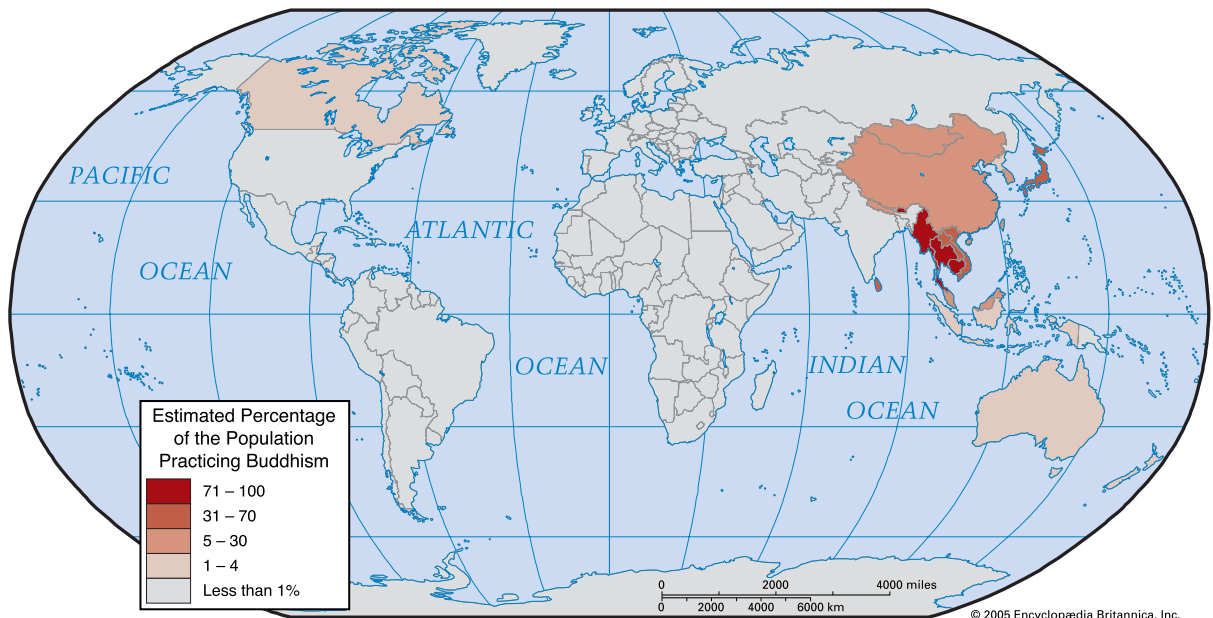 PACIFIC
OCEAN
ATLANTIC
OCEAN
INDIAN
OCEAN
Estimated Percentage
of the Population
Practicing Buddhism
71 – 100
31 – 70
5 – 30
1 – 4
Less than 1%
0 2000 4000 miles
0 2000 4000 6000 km
© 2005 Encyclopædia Britannica, Inc.